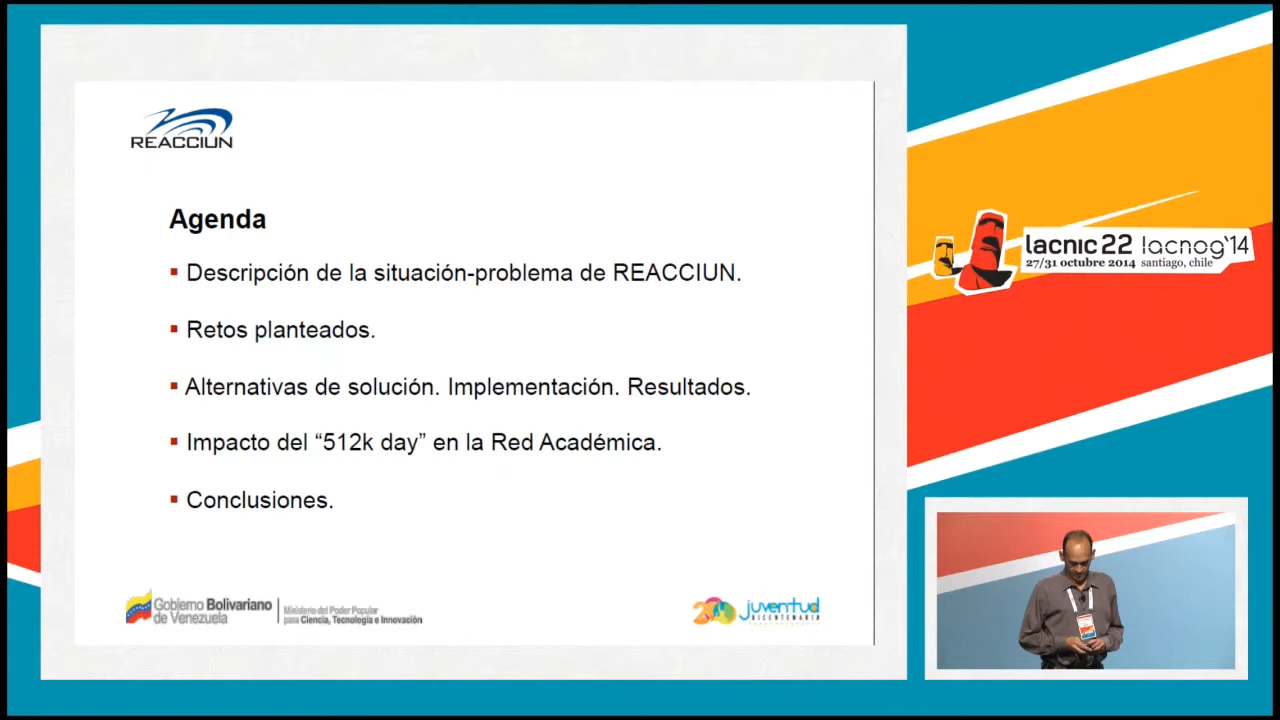 REACCIUN
Agenda
▪ Descripción de la situación-problema de REACCIUN.
▪ Retos planteados.
▪ Alternativas de solución. Implementación. Resultados.
▪ Impacto del “512k day” en la Red Académica.
▪ Conclusiones.
Gobierno Bolivariano
de Venezuela
Ministerio del Poder Popular
para Ciencia, Tecnología e Innovación
juventud
BICENTENARIA
lacnic 22 lacnog'14
27/31 octubre 2014 santiago, chile